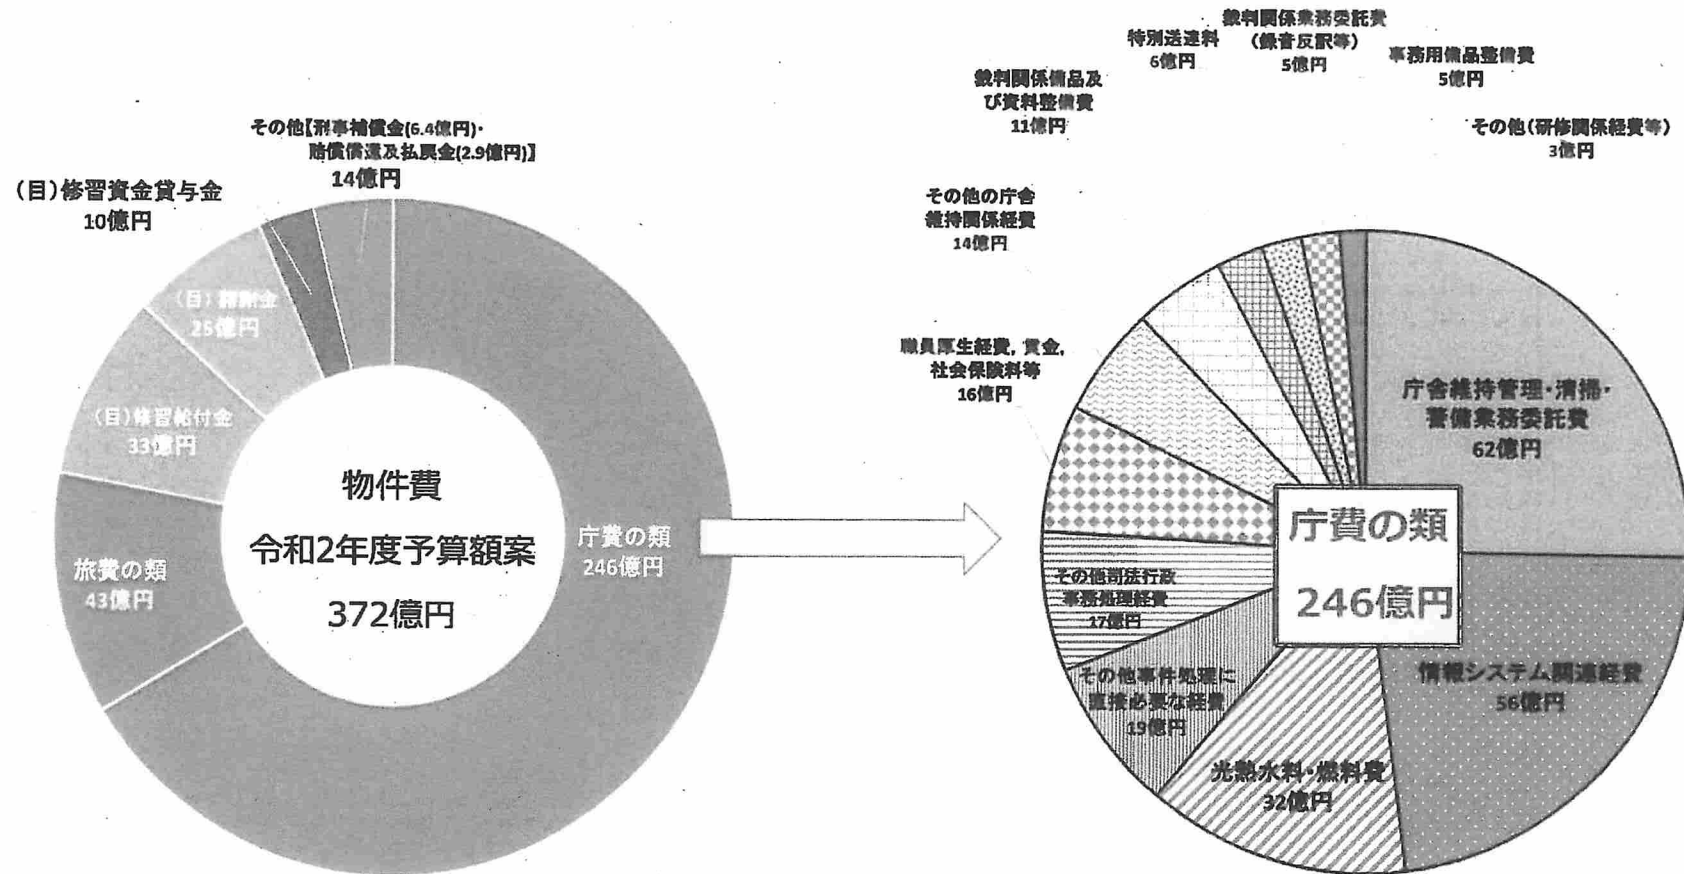 その他【刑事補償金(6.4億円)・
賠償償還及払戻金(2.9億円)】
14億円
(目)修習資金貸与金
10億円
(目)諸謝金
25億円
(目)修習給付金
33億円
旅費の類
43億円
物件費
令和2年度予算額案
372億円
庁費の類
246億円
裁判関係備品及
び資料整備費
11億円
特別送達料
6億円
裁判関係業務委託費
(録音反訳等)
5億円
事務用備品整備費
5億円
その他(研修関係経費等)
3億円
その他の庁舎
維持関係経費
14億円
職員厚生経費,賃金,
社会保険料等
16億円
その他司法行政
事務処理経費
17億円
その他事件処理に
直接必要な経費
19億円
光熱水料・燃料費
32億円
情報システム関連経費
56億円
庁舎維持管理・清掃・
警備業務委託費
62億円
庁費の類
246億円